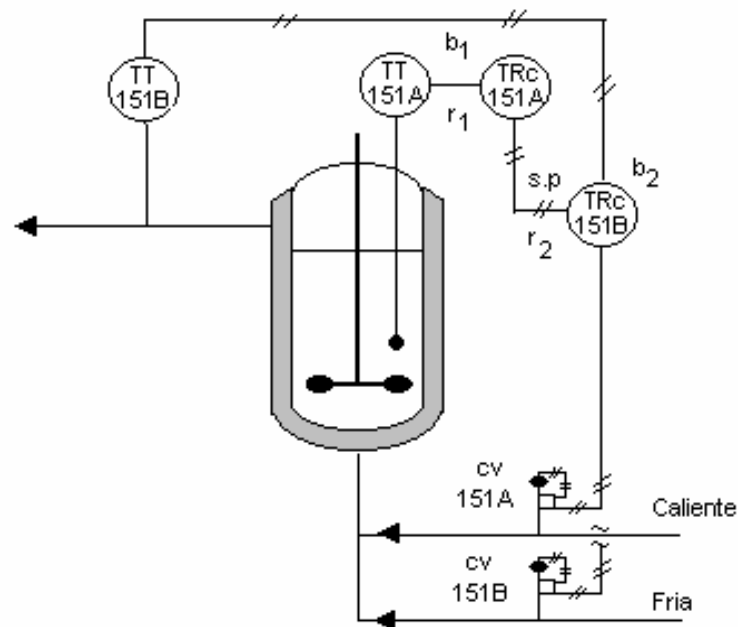 TT
151B
TT
151A
b1
r1
TRc
151A
s.p
r2
b2
TRc
151B
cv
151A
Caliente
cv
151B
Fria